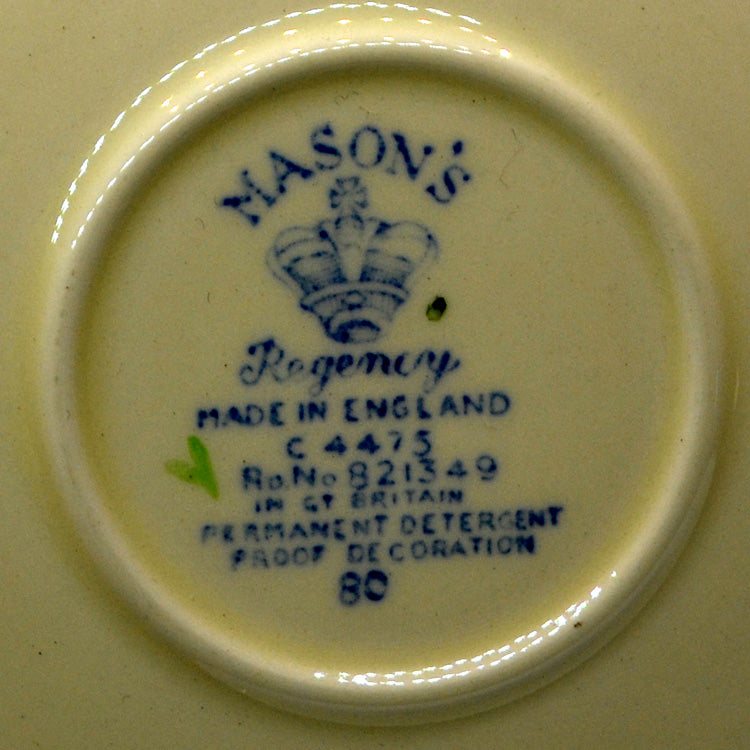 MASON'S
Regency
MADE IN ENGLAND
C 4475
RD. No 821349
IN GT BRITAIN
PERMANENT DETERGENT
PROOF DECORATION
80